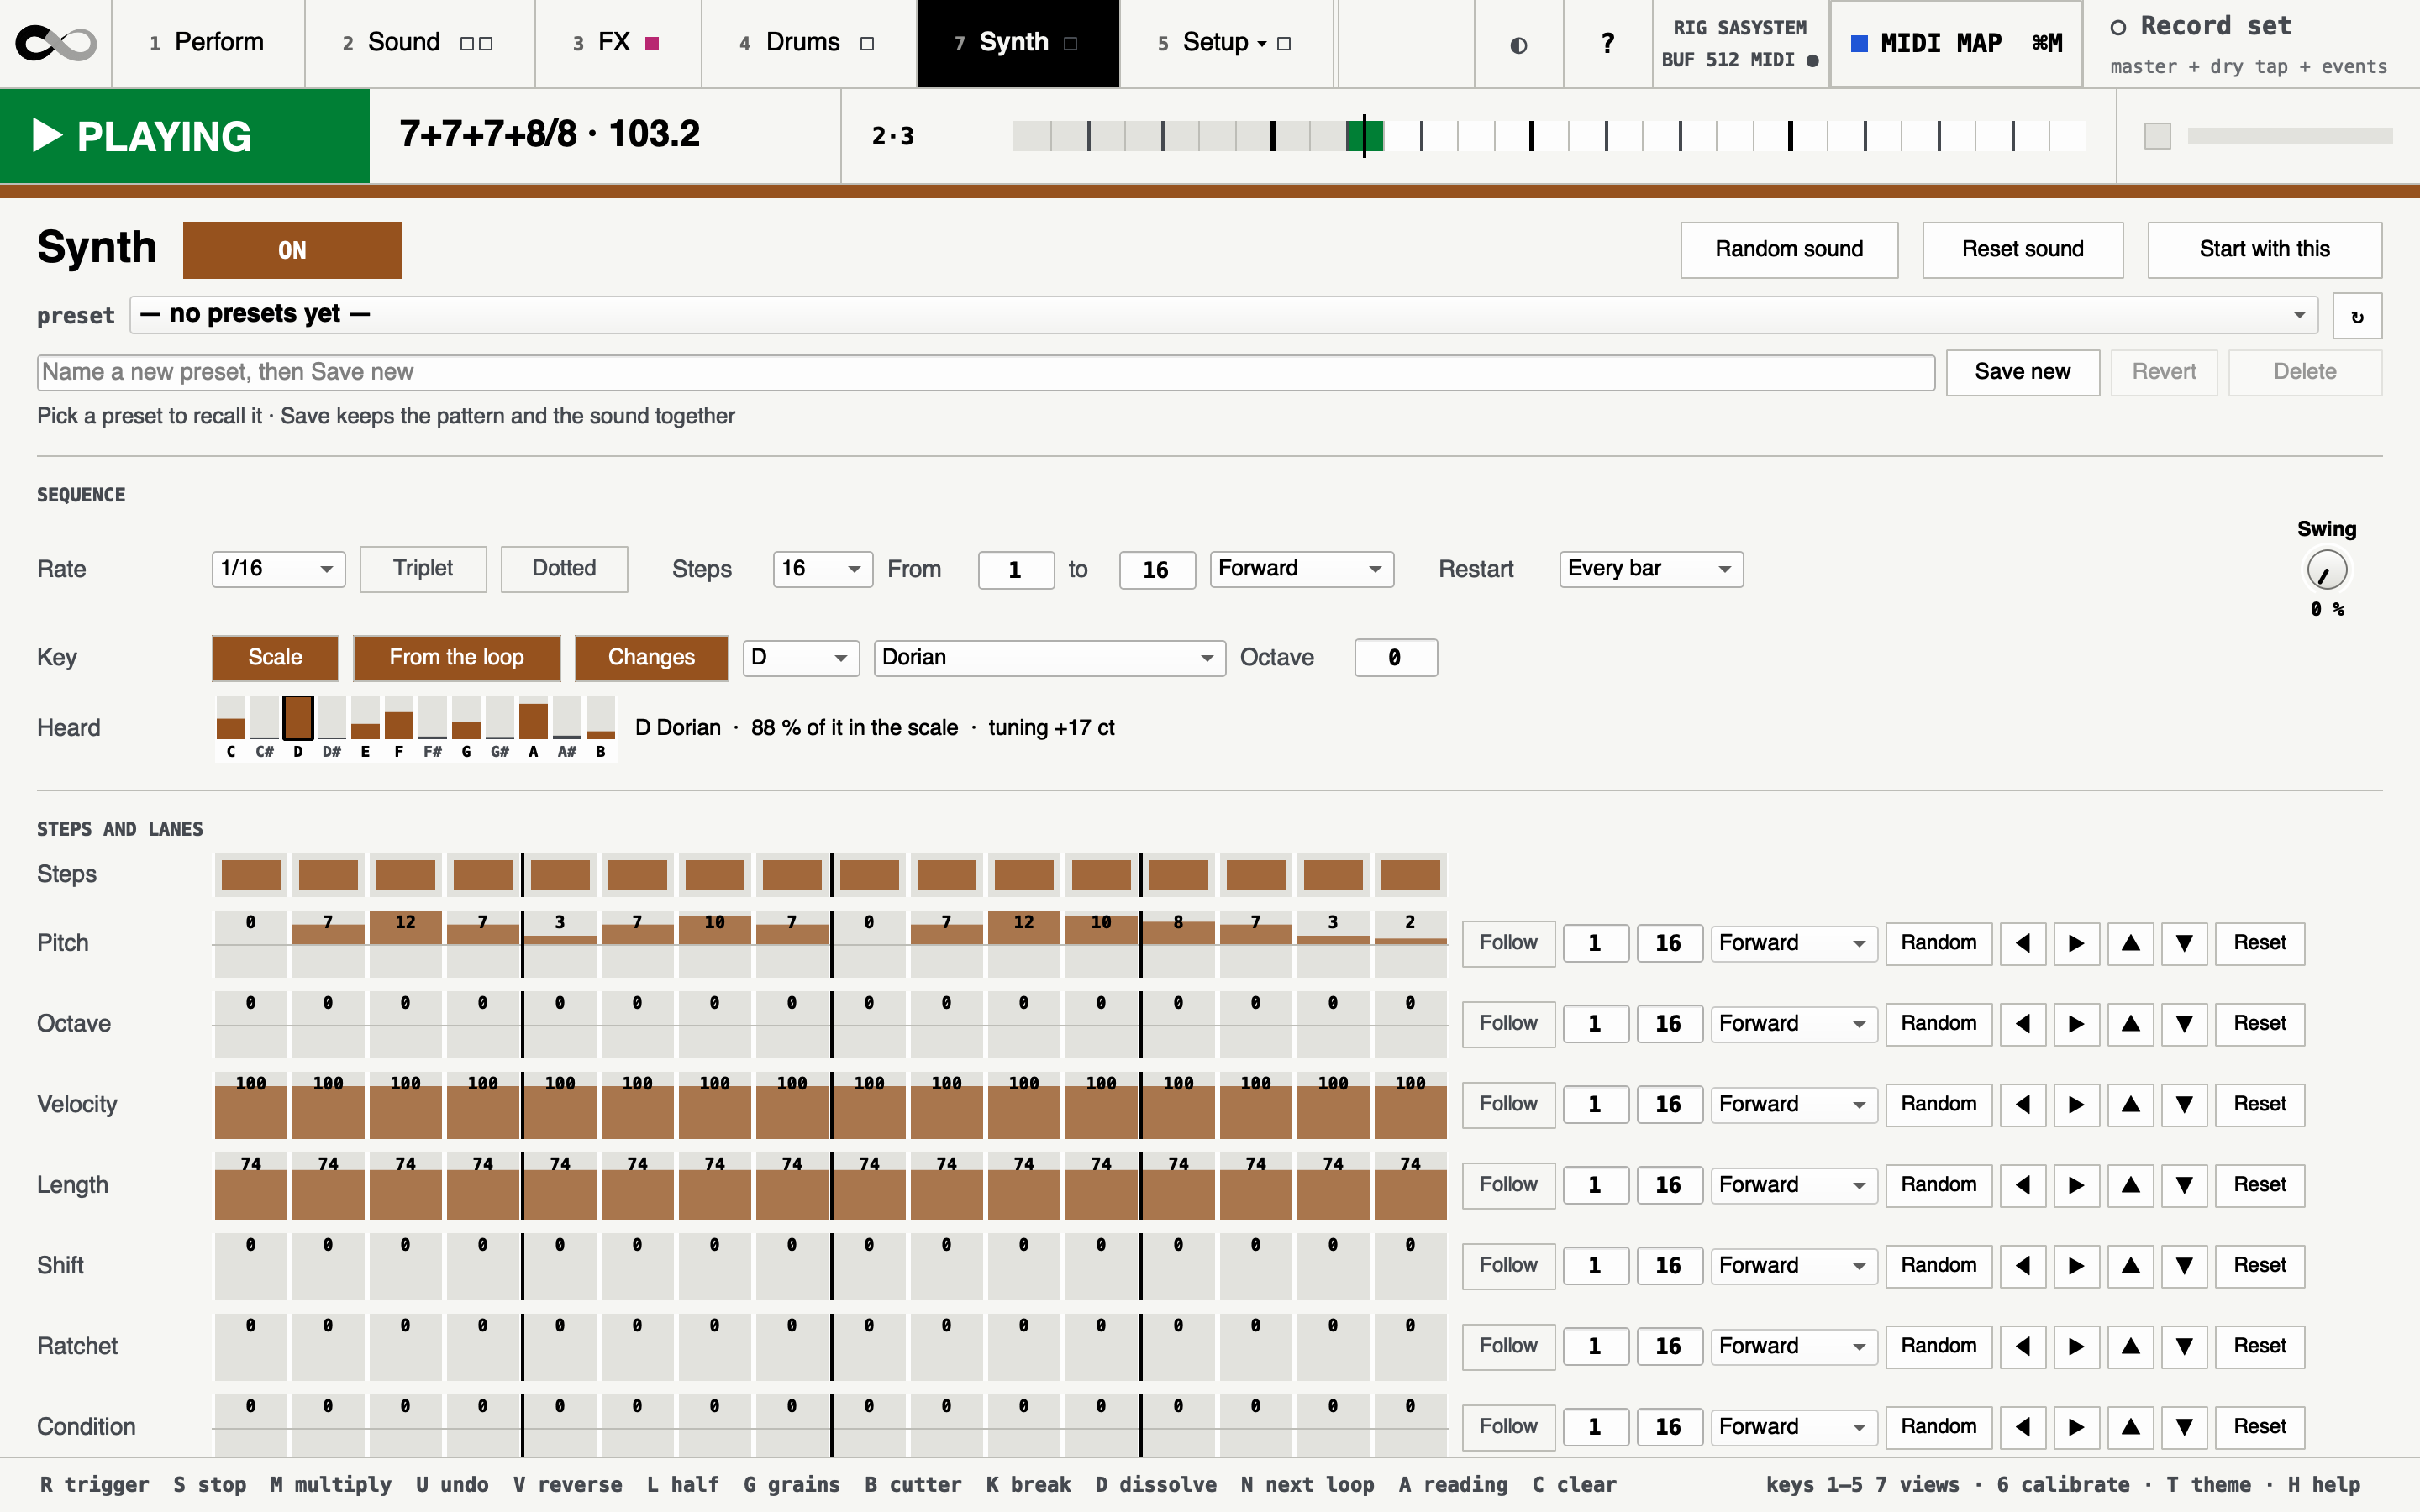 1 Perform 2 Sound 3 FX 4 Drums 7 Synth 5 Setup ? RIG SASYSTEM MIDI MAP ⌘M Record set
BUF 512 MIDI master + dry tap + events
PLAYING 7+7+7+8/8 · 103.2 2·3
Synth ON Random sound Reset sound Start with this
preset — no presets yet — ↻
Name a new preset, then Save new Save new Revert Delete
Pick a preset to recall it · Save keeps the pattern and the sound together
SEQUENCE
Swing
Rate 1/16 Triplet Dotted Steps 16 From 1 to 16 Forward Restart Every bar
0 %
Key Scale From the loop Changes D Dorian Octave 0
Heard D Dorian · 88 % of it in the scale · tuning +17 ct
C C# D D# E F F# G G# A A# B
STEPS AND LANES
Steps
Pitch 0 7 12 7 3 7 10 7 0 7 12 10 8 7 3 2 Follow 1 16 Forward Random ◀ ▶ ▲ ▼ Reset
Octave 0 0 0 0 0 0 0 0 0 0 0 0 0 0 0 0 Follow 1 16 Forward Random ◀ ▶ ▲ ▼ Reset
Velocity 100 100 100 100 100 100 100 100 100 100 100 100 100 100 100 100 Follow 1 16 Forward Random ◀ ▶ ▲ ▼ Reset
Length 74 74 74 74 74 74 74 74 74 74 74 74 74 74 74 74 Follow 1 16 Forward Random ◀ ▶ ▲ ▼ Reset
Shift 0 0 0 0 0 0 0 0 0 0 0 0 0 0 0 0 Follow 1 16 Forward Random ◀ ▶ ▲ ▼ Reset
Ratchet 0 0 0 0 0 0 0 0 0 0 0 0 0 0 0 0 Follow 1 16 Forward Random ◀ ▶ ▲ ▼ Reset
Condition 0 0 0 0 0 0 0 0 0 0 0 0 0 0 0 0 Follow 1 16 Forward Random ◀ ▶ ▲ ▼ Reset
R trigger S stop M multiply U undo V reverse L half G grains B cutter K break D dissolve N next loop A reading C clear keys 1–5 7 views · 6 calibrate · T theme · H help